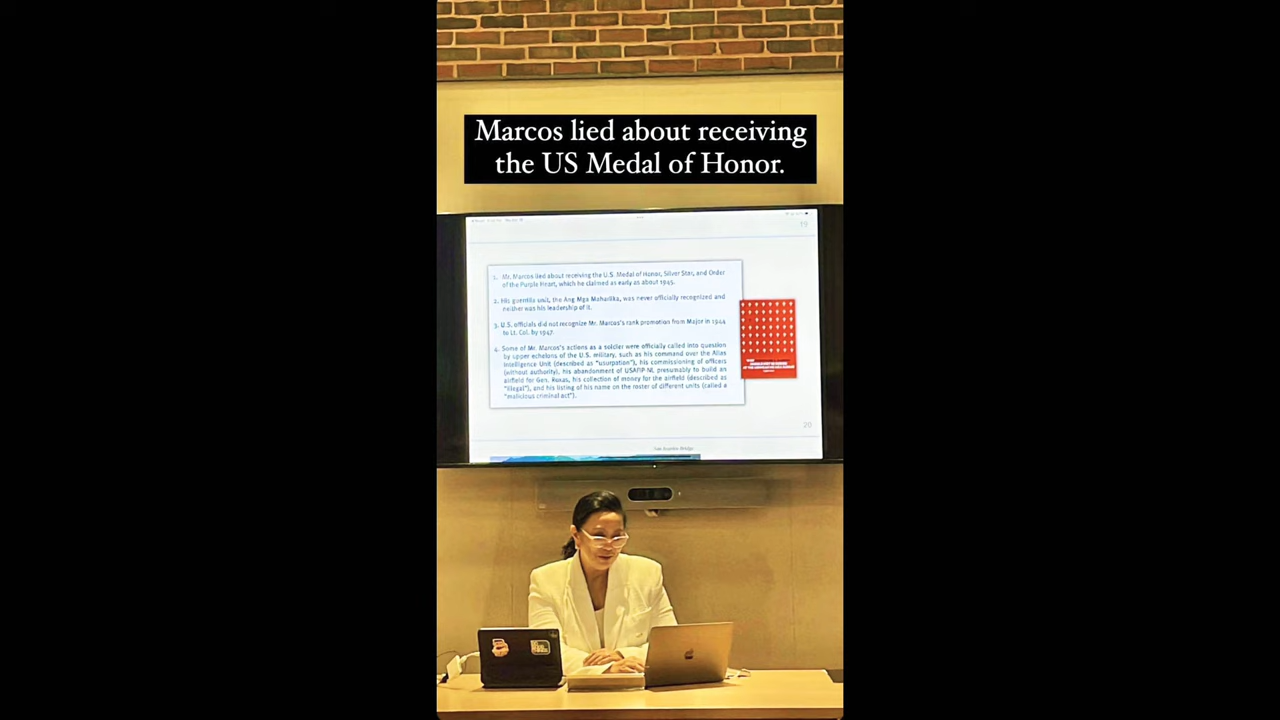 Marcos lied about receiving
the US Medal of Honor.
19
1. Mr. Marcos lied about receiving the U.S. Medal of Honor, Silver Star, and Order
of the Purple Heart, which he claimed as early as about 1945.
2. His guerrilla unit, the Ang Mga Maharlika, was never officially recognized and
neither was his leadership of it.
3. U.S. officials did not recognize Mr. Marcos's rank promotion from Major in 1944
to Lt. Col. by 1947.
4. Some of Mr. Marcos's actions as a soldier were officially called into question
by upper echelons of the U.S. military, such as his command over the Alias
Intelligence Unit (described as "usurpation"), his commissioning of officers
(without authority), his abandonment of USAFIP-NL presumably to build an
airfield for Gen. Roxas, his collection of money for the airfield (described as
"illegal"), and his listing of his name on the roster of different units (called a
"malicious criminal act").
20